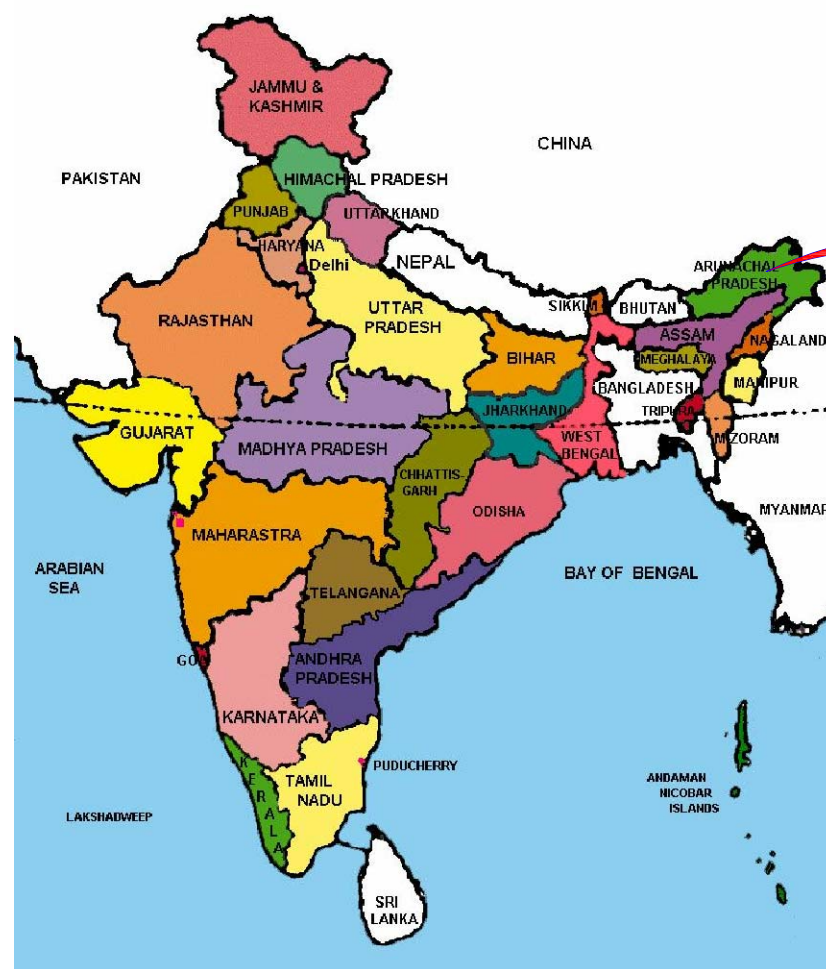 JAMMU &
KASHMIR
CHINA
PAKISTAN
HIMACHAL PRADESH
PUNJAB
UTTARKHAND
HARYANA
Delhi
NEPAL
ARUNACHAL
PRADESH
SIKKIM
BHUTAN
RAJASTHAN
UTTAR
PRADESH
ASSAM
NAGALAND
BIHAR
MEGHALAYA
BANGLADESH
MANIPUR
JHARKHAND
TRIPURA
GUJARAT
WEST
BENGAL
MIZORAM
MADHYA PRADESH
CHHATTIS-
GARH
ODISHA
MYANMAR
MAHARASTRA
ARABIAN
SEA
BAY OF BENGAL
TELANGANA
GOA
ANDHRA
PRADESH
KARNATAKA
PUDUCHERRY
KERALA
TAMIL
NADU
ANDAMAN
NICOBAR
ISLANDS
LAKSHADWEEP
SRI
LANKA